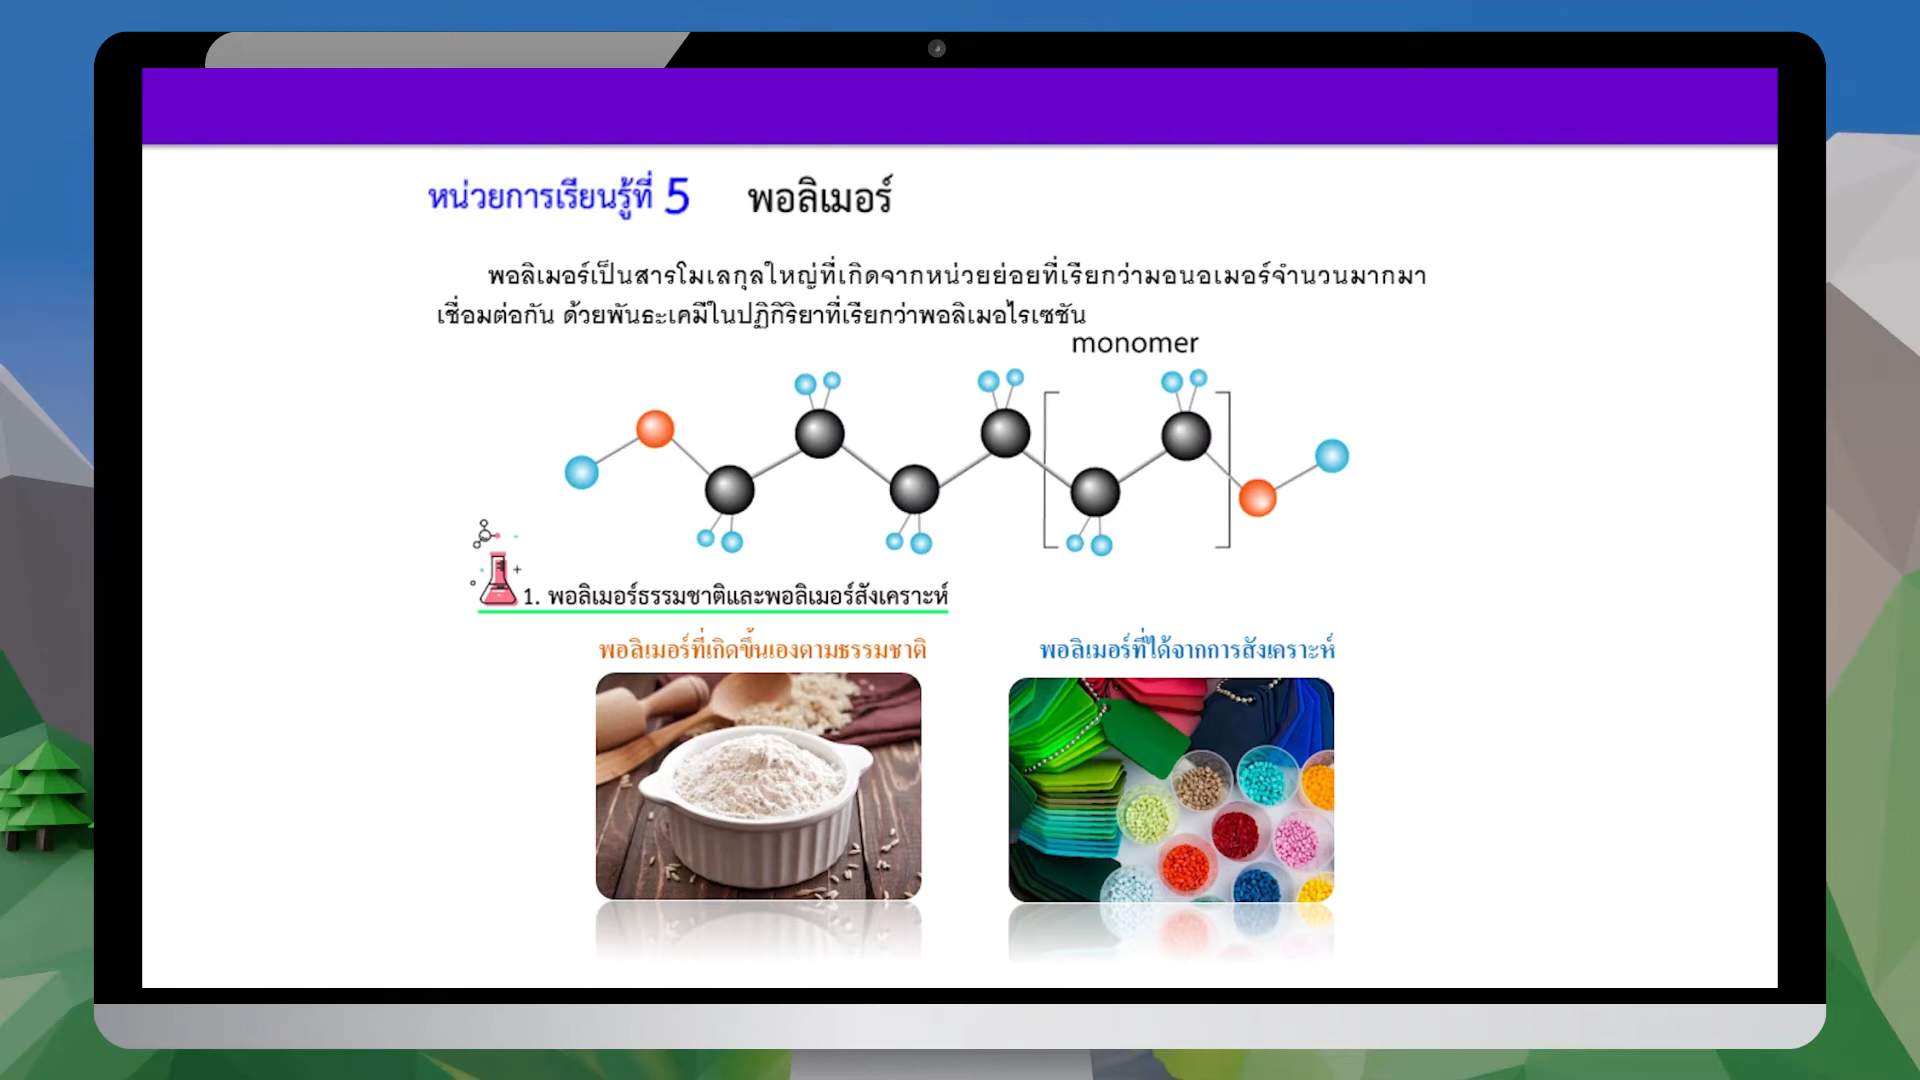 หน่วยการเรียนรู้ที่ 5 พอลิเมอร์
พอลิเมอร์เป็นสารโมเลกุลใหญ่ที่เกิดจากหน่วยย่อยที่เรียกว่ามอนอเมอร์จำนวนมากมา
เชื่อมต่อกัน ด้วยพันธะเคมีในปฏิกิริยาที่เรียกว่าพอลิเมอไรเซชัน
monomer
1. พอลิเมอร์ธรรมชาติและพอลิเมอร์สังเคราะห์
พอลิเมอร์ที่เกิดขึ้นเองตามธรรมชาติ
พอลิเมอร์ที่ได้จากการสังเคราะห์